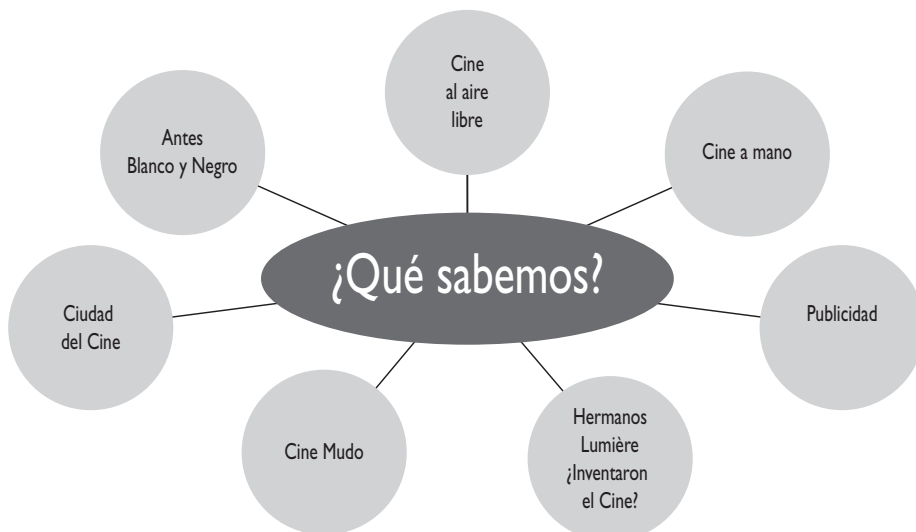 Cine
al aire
libre
Antes
Blanco y Negro
Cine a mano
¿Qué sabemos?
Ciudad
del Cine
Publicidad
Cine Mudo
Hermanos
Lumière
¿Inventaron
el Cine?